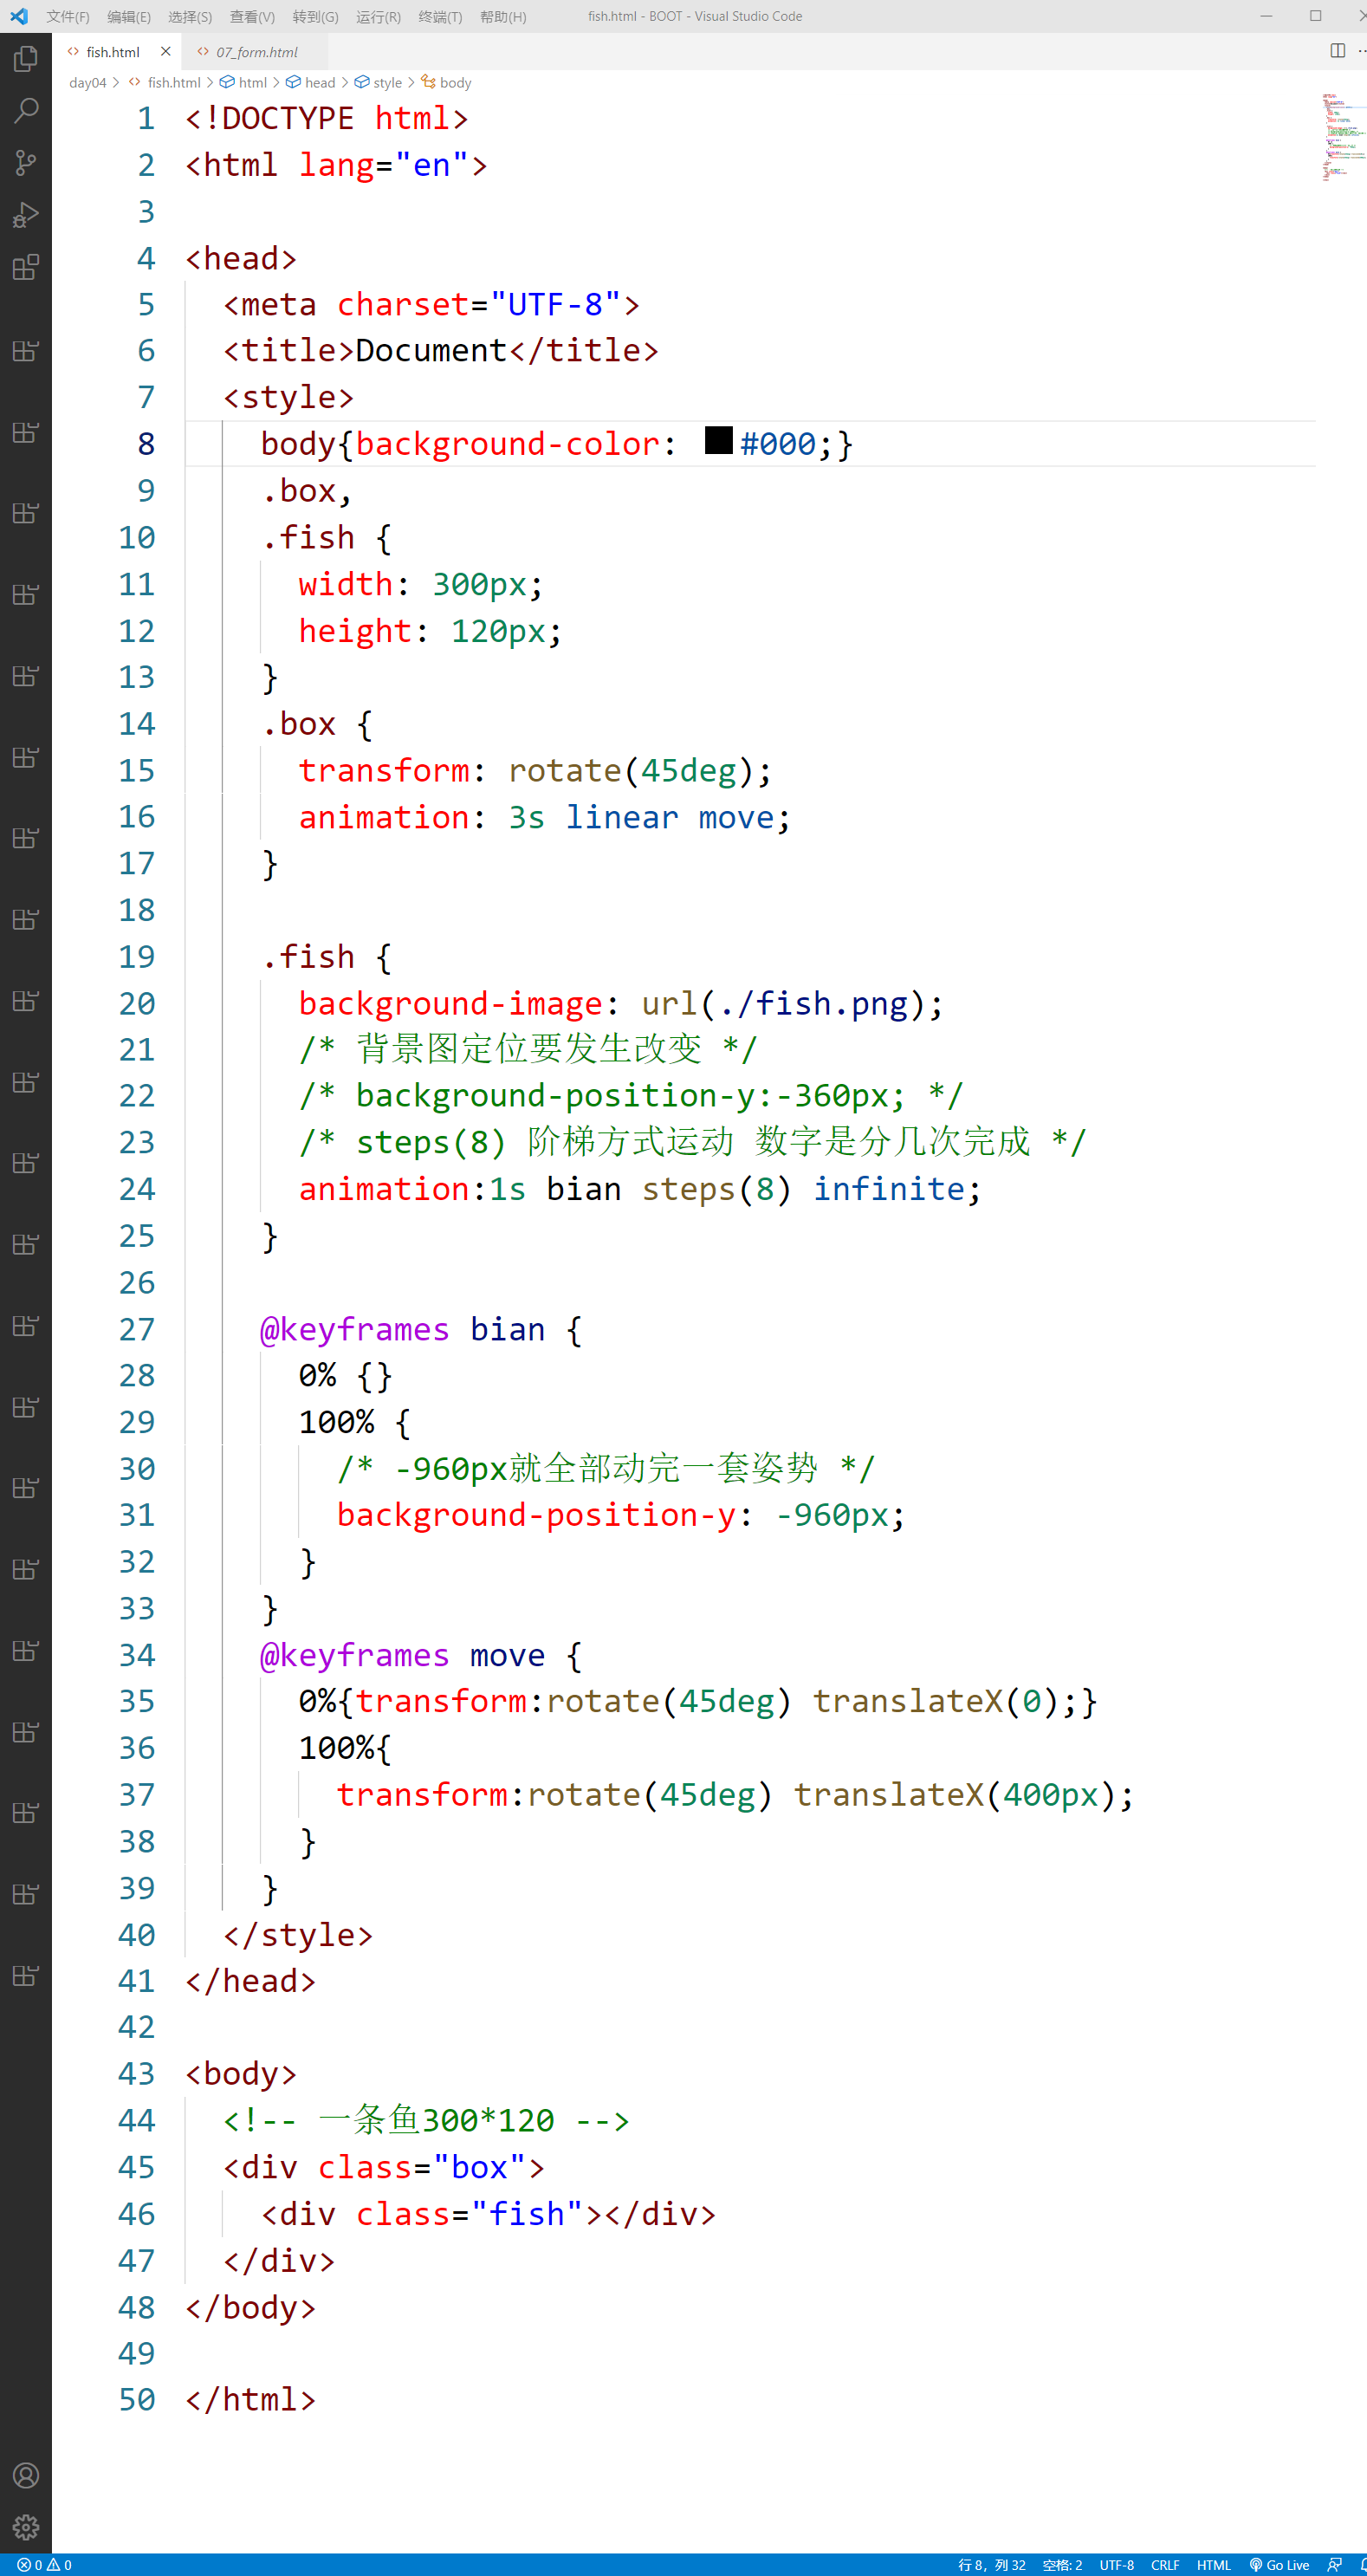 文件(F) 编辑(E) 选择(S) 查看(V) 转到(G) 运行(R) 终端(T) 帮助(H) fish.html - BOOT - Visual Studio Code
fish.html 07_form.html
day04 > fish.html > html > head > style > body
1 <!DOCTYPE html>
2 <html lang="en">
3
4 <head>
5 <meta charset="UTF-8">
6 <title>Document</title>
7 <style>
8 body{background-color: #000;}
9 .box,
10 .fish {
11 width: 300px;
12 height: 120px;
13 }
14 .box {
15 transform: rotate(45deg);
16 animation: 3s linear move;
17 }
18
19 .fish {
20 background-image: url(./fish.png);
21 /* 背景图定位要发生改变 */
22 /* background-position-y:-360px; */
23 /* steps(8) 阶梯方式运动 数字是分几次完成 */
24 animation:1s bian steps(8) infinite;
25 }
26
27 @keyframes bian {
28 0% {}
29 100% {
30 /* -960px就全部动完一套姿势 */
31 background-position-y: -960px;
32 }
33 }
34 @keyframes move {
35 0%{transform:rotate(45deg) translateX(0);}
36 100%{
37 transform:rotate(45deg) translateX(400px);
38 }
39 }
40 </style>
41 </head>
42
43 <body>
44 <!-- 一条鱼300*120 -->
45 <div class="box">
46 <div class="fish"></div>
47 </div>
48 </body>
49
50 </html>
0 0 行 8，列 32 空格: 2 UTF-8 CRLF HTML Go Live